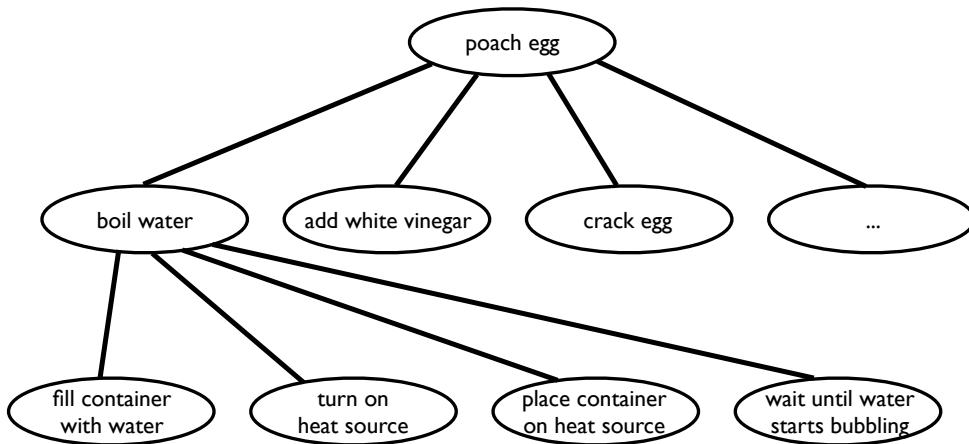 poach egg
boil water
add white vinegar
crack egg
...
fill container
with water
turn on
heat source
place container
on heat source
wait until water
starts bubbling